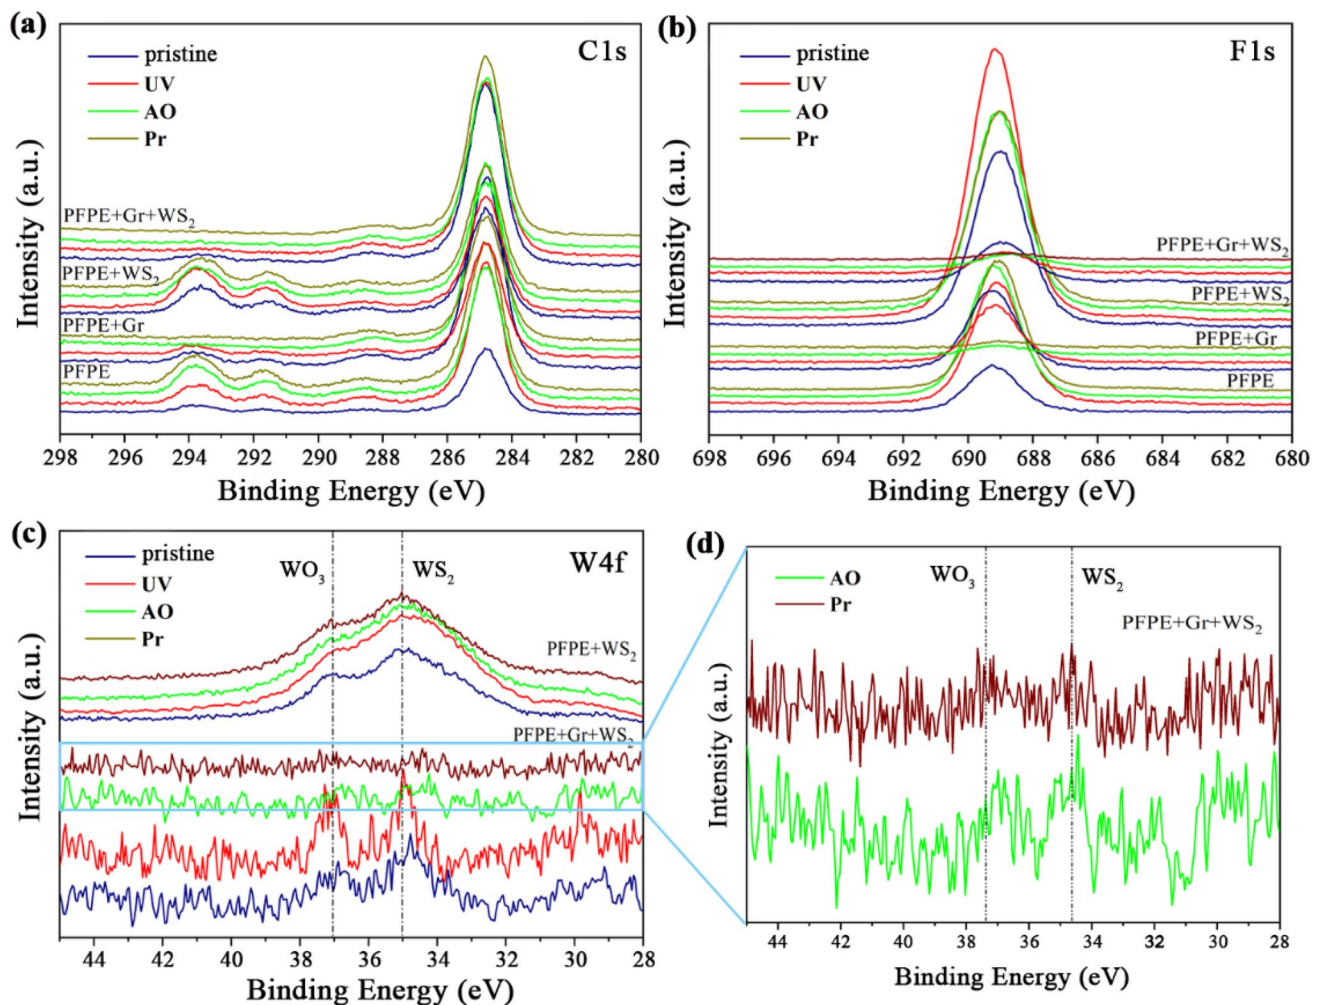 (a)
C1s
pristine
UV
AO
Pr
PFPE+Gr+WS2
PFPE+WS2
PFPE+Gr
PFPE
Intensity (a.u.)
298 296 294 292 290 288 286 284 282 280
Binding Energy (eV)
(b)
F1s
pristine
UV
AO
Pr
PFPE+Gr+WS2
PFPE+WS2
PFPE+Gr
PFPE
Intensity (a.u.)
698 696 694 692 690 688 686 684 682 680
Binding Energy (eV)
(c)
W4f
pristine
UV
AO
Pr
WO3
WS2
PFPE+WS2
PFPE+Gr+WS2
Intensity (a.u.)
44 42 40 38 36 34 32 30 28
Binding Energy (eV)
(d)
AO
Pr
WO3
WS2
PFPE+Gr+WS2
Intensity (a.u.)
44 42 40 38 36 34 32 30 28
Binding Energy (eV)